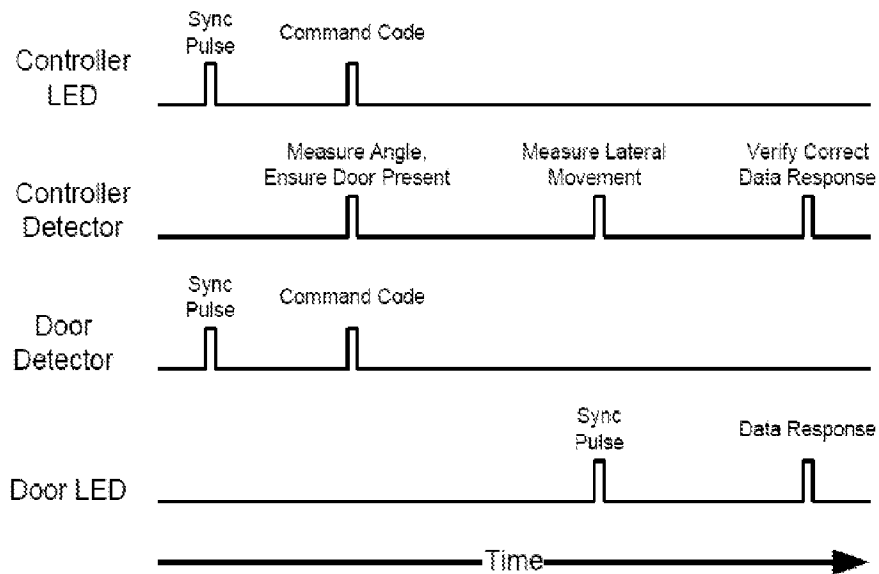 Sync
Pulse
Command Code
Controller
LED
Measure Angle,
Ensure Door Present
Measure Lateral
Movement
Verify Correct
Data Response
Controller
Detector
Sync
Pulse
Command Code
Door
Detector
Sync
Pulse
Data Response
Door LED
Time